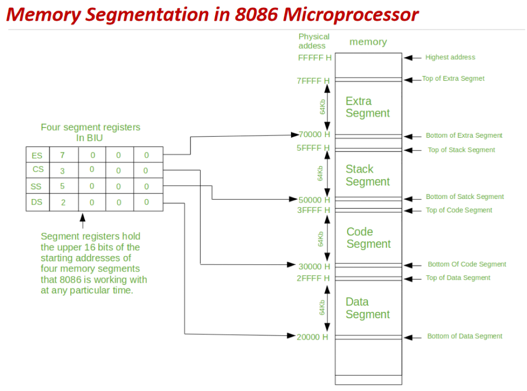 Memory Segmentation in 8086 Microprocessor
Physical
addess
memory
FFFFF H
Highest address
7FFFF H
Top of Extra Segmet
64Kb
Extra
Segment
70000 H
Bottom of Extra Segment
5FFFF H
Top of Stack Segment
64Kb
Stack
Segment
50000 H
Bottom of Satck Segment
3FFFF H
Top of Code Segment
64Kb
Code
Segment
30000 H
Bottom Of Code Segment
2FFFF H
Top of Data Segment
64Kb
Data
Segment
20000 H
Bottom of Data Segment
Four segment registers
In BIU
ES 7 0 0 0
CS 3 0 0 0
SS 5 0 0 0
DS 2 0 0 0
Segment registers hold
the upper 16 bits of the
starting addresses of
four memory segments
that 8086 is working with
at any particular time.